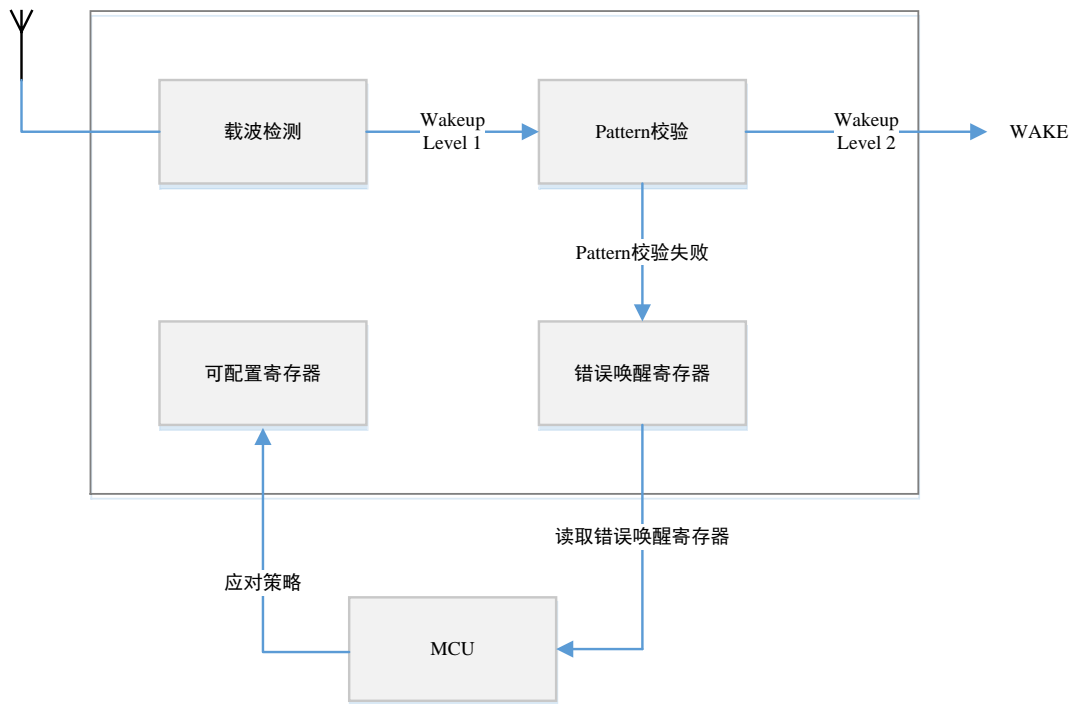 载波检测
Wakeup
Level 1
Pattern校验
Wakeup
Level 2
WAKE
Pattern校验失败
可配置寄存器
错误唤醒寄存器
读取错误唤醒寄存器
应对策略
MCU